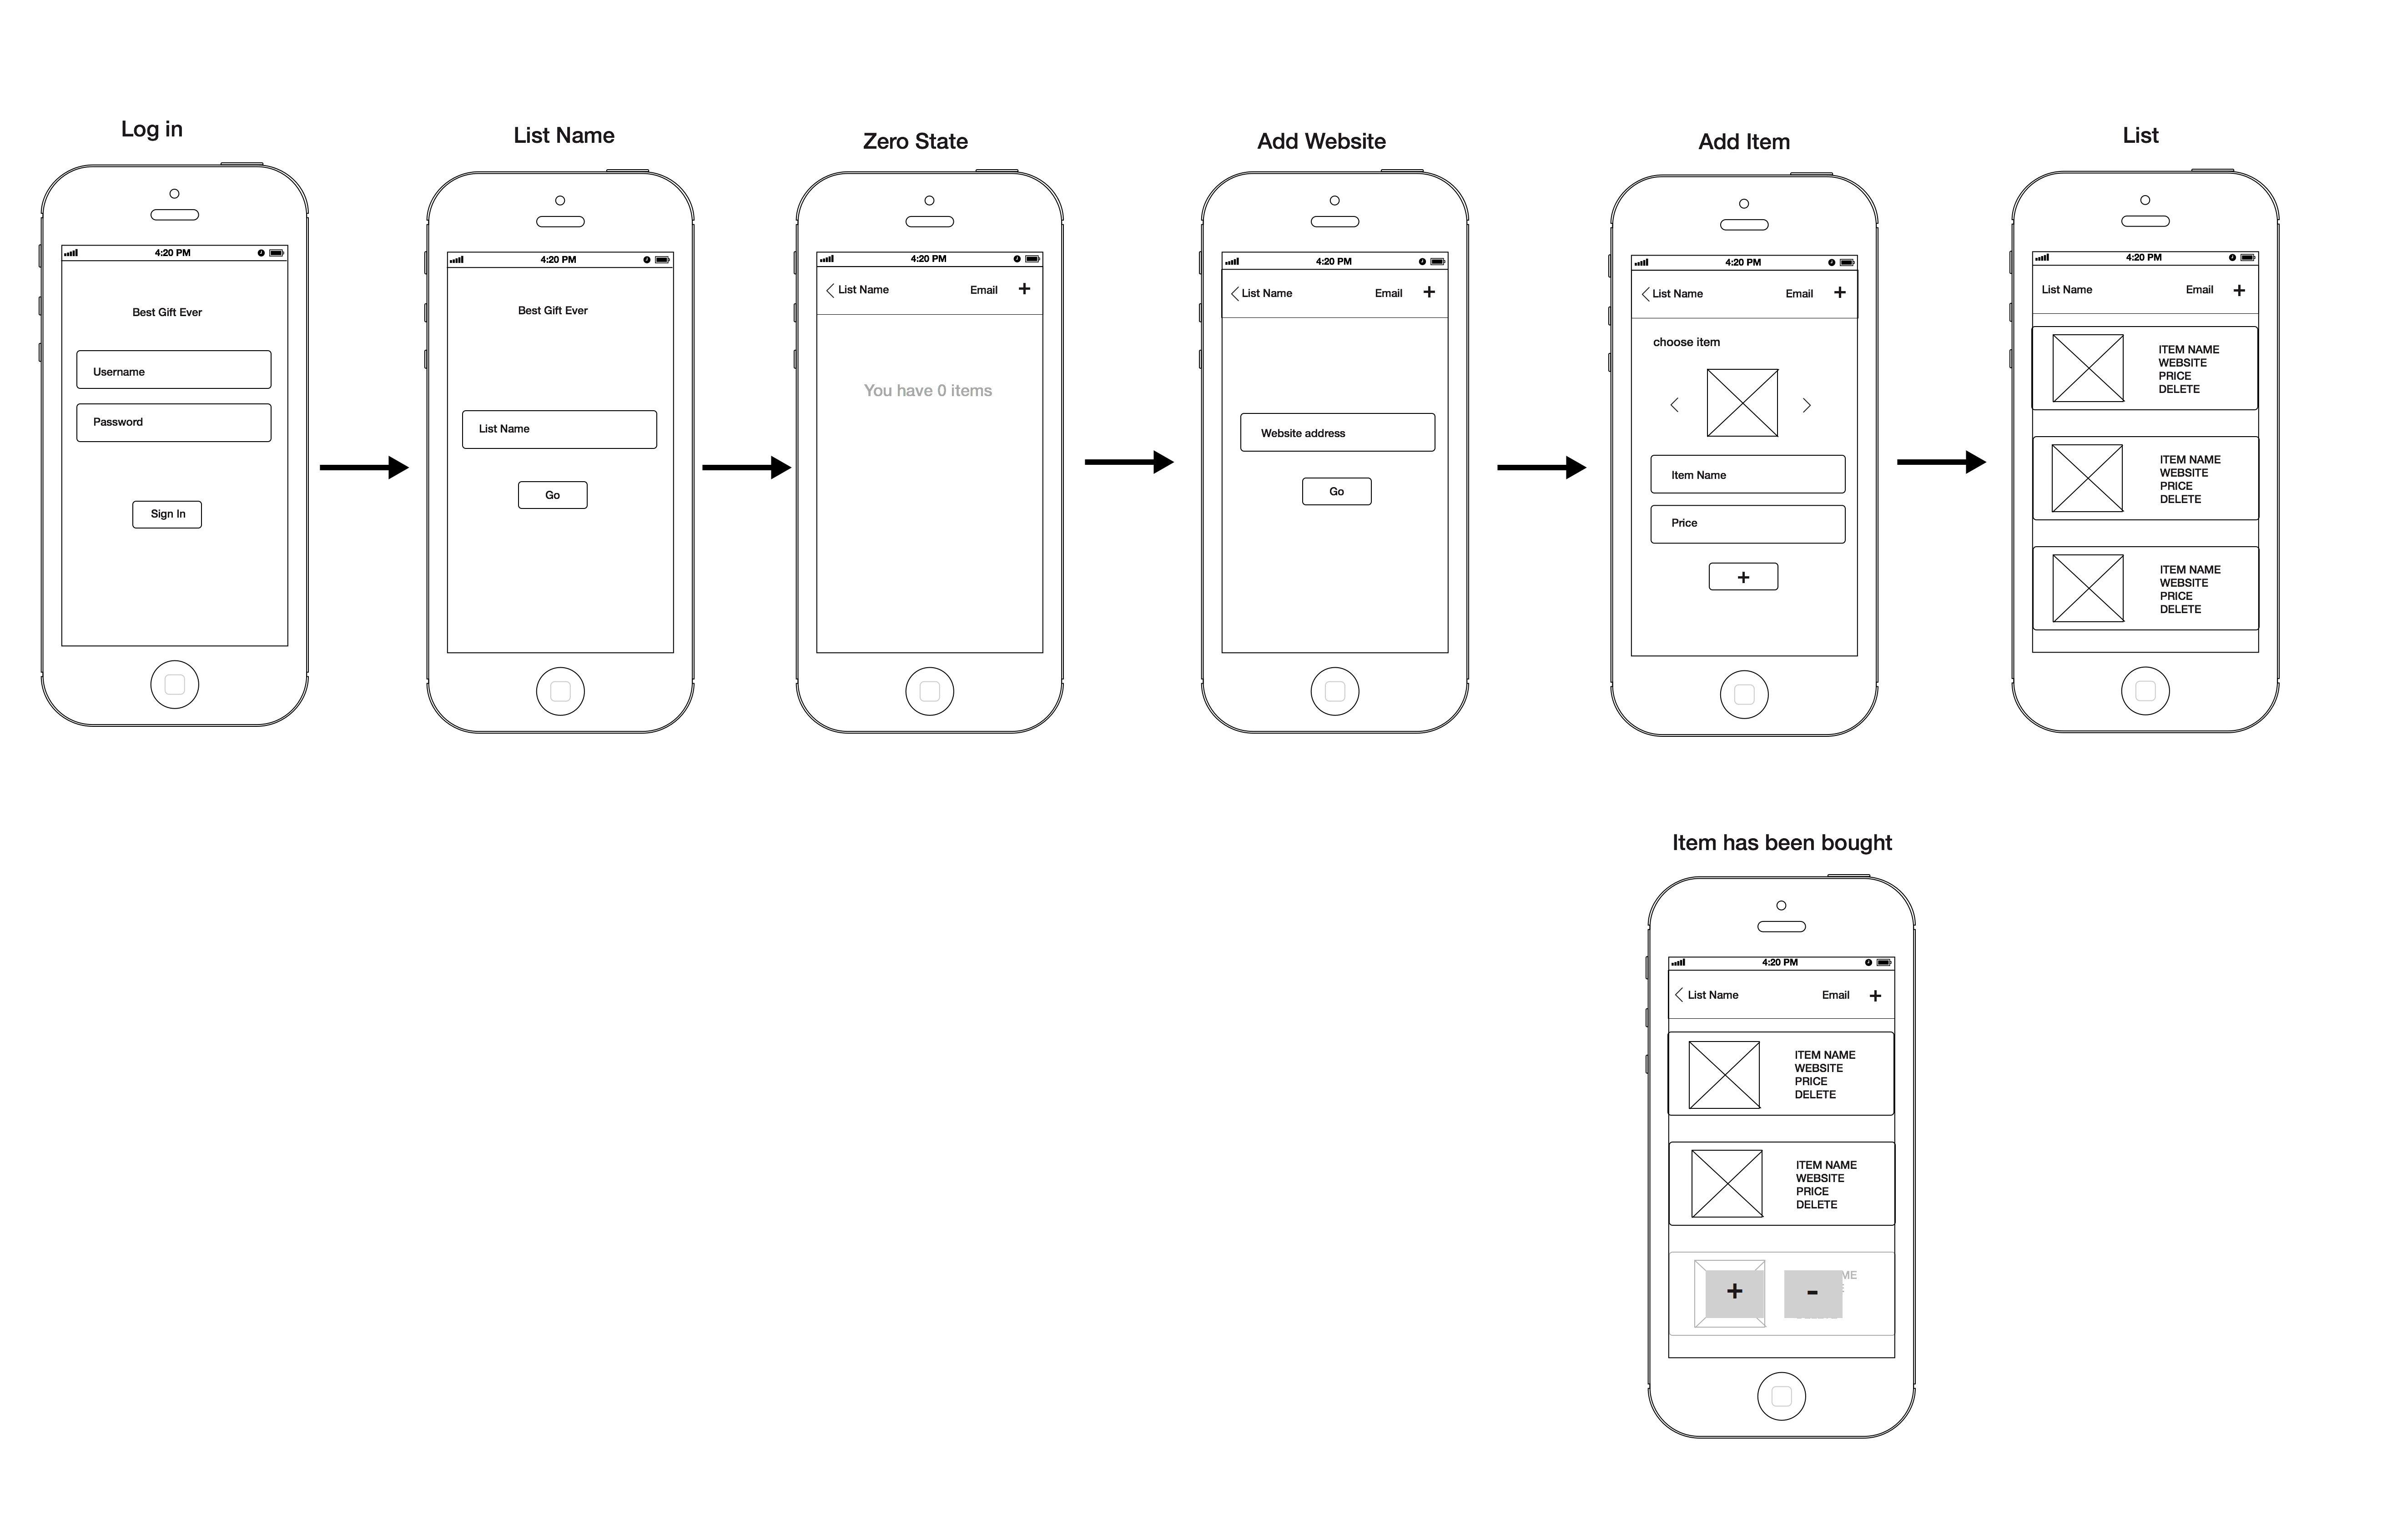 Log in
4:20 PM
Best Gift Ever
Username
Password
Sign In
List Name
4:20 PM
Best Gift Ever
List Name
Go
Zero State
4:20 PM
List Name Email +
You have 0 items
Add Website
4:20 PM
List Name Email +
Website address
Go
Add Item
4:20 PM
List Name Email +
choose item
Item Name
Price
+
List
4:20 PM
List Name Email +
ITEM NAME
WEBSITE
PRICE
DELETE
ITEM NAME
WEBSITE
PRICE
DELETE
ITEM NAME
WEBSITE
PRICE
DELETE
Item has been bought
4:20 PM
List Name Email +
ITEM NAME
WEBSITE
PRICE
DELETE
ITEM NAME
WEBSITE
PRICE
DELETE
+ -